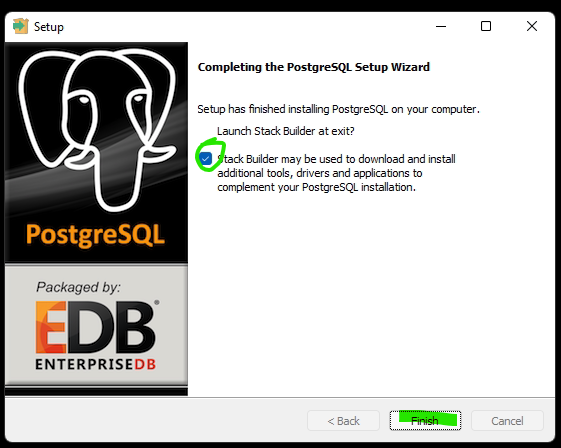 Setup
Completing the PostgreSQL Setup Wizard
Setup has finished installing PostgreSQL on your computer.
Launch Stack Builder at exit?
Stack Builder may be used to download and install
additional tools, drivers and applications to
complement your PostgreSQL installation.
PostgreSQL
Packaged by:
EDB®
ENTERPRISEDB
< Back
Finish
Cancel